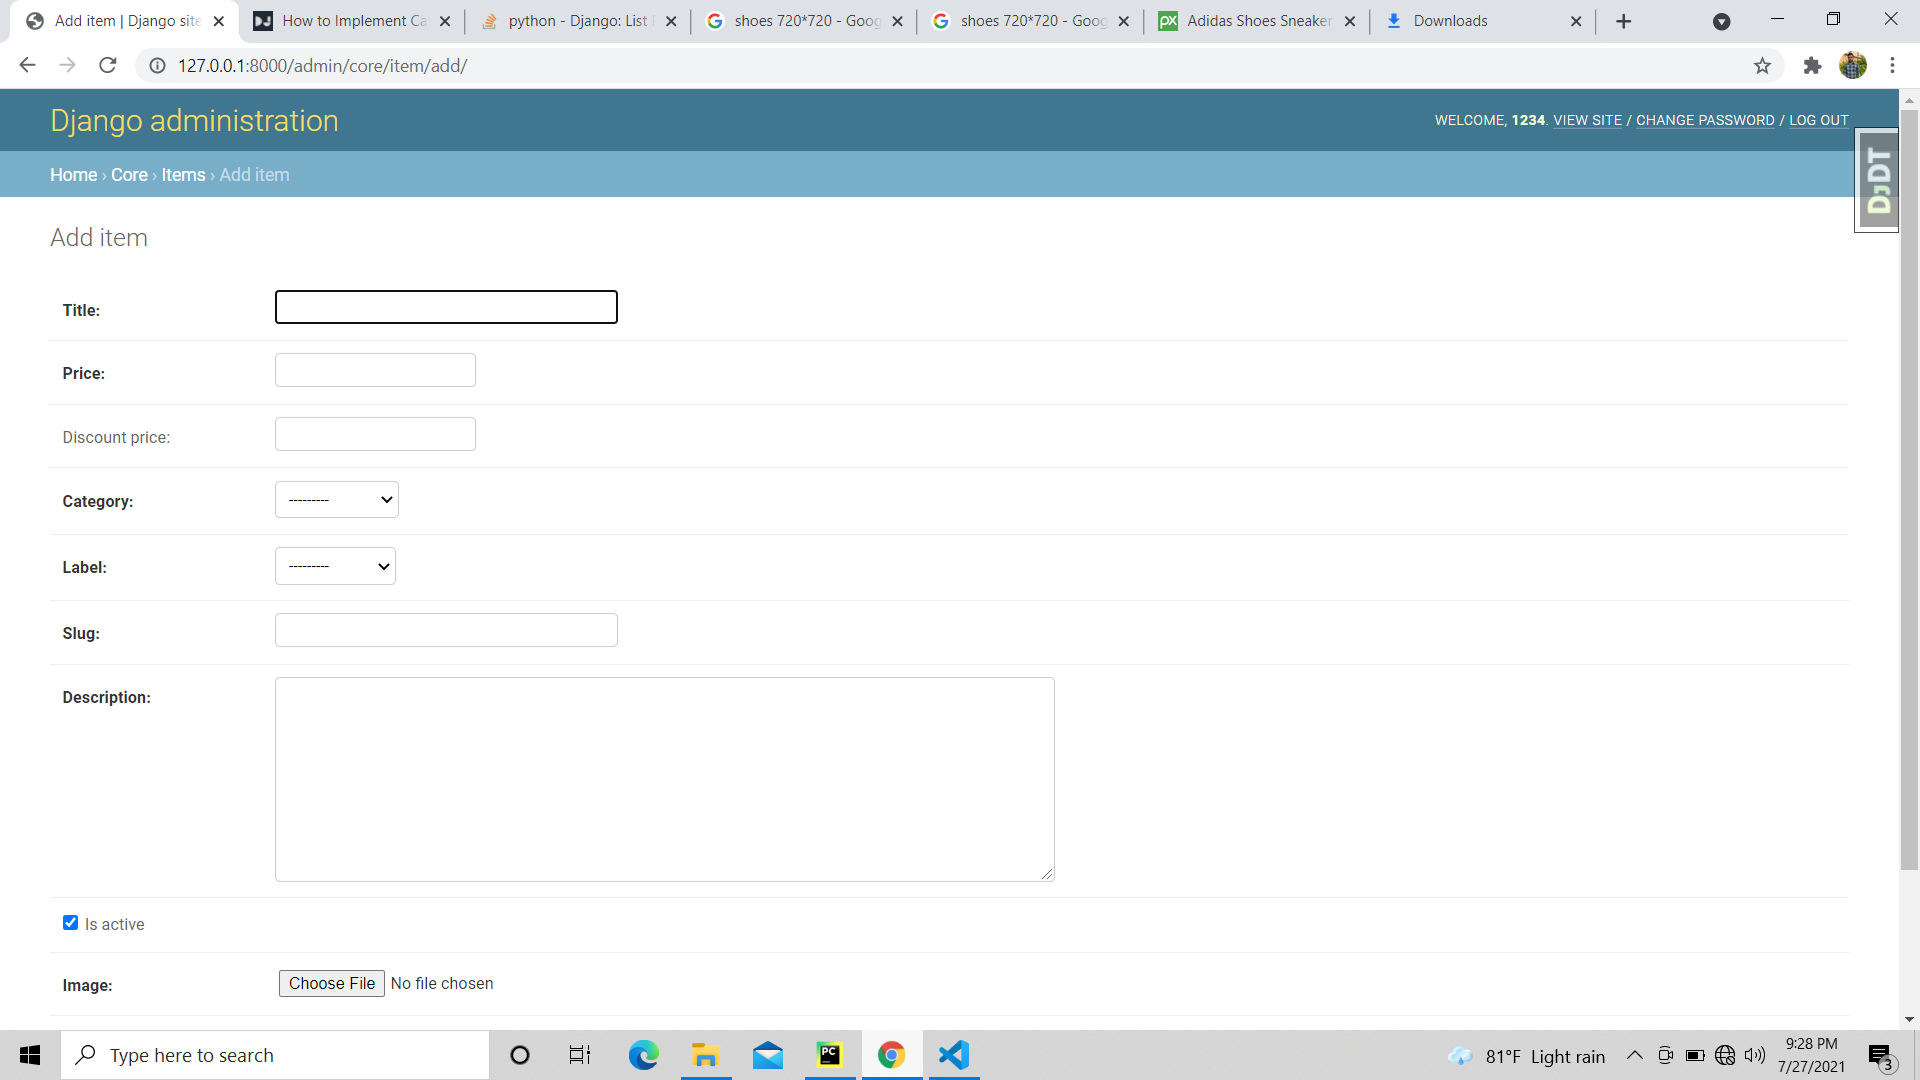 Add item | Django site
How to Implement Ca
python - Django: List
shoes 720*720 - Goog
shoes 720*720 - Goog
px
Adidas Shoes Sneaker
Downloads
127.0.0.1:8000/admin/core/item/add/
Django administration
WELCOME, 1234. VIEW SITE / CHANGE PASSWORD / LOG OUT
Home › Core › Items › Add item
DjDT
Add item
Title:
Price:
Discount price:
Category: ---------
Label: ---------
Slug:
Description:
Is active
Image: Choose File No file chosen
Type here to search
PC
81°F Light rain
9:28 PM
7/27/2021
3